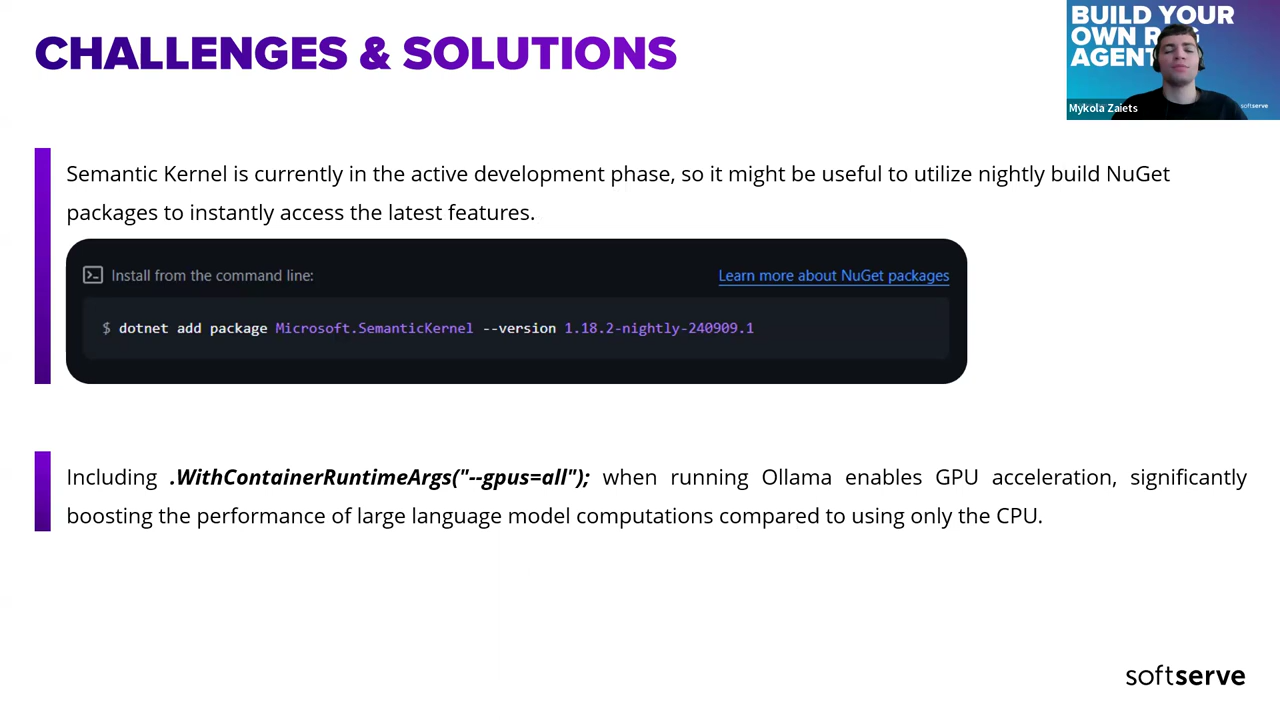 CHALLENGES & SOLUTIONS
BUILD YOUR
OWN
AGENT
Mykola Zaiets
softserve
Semantic Kernel is currently in the active development phase, so it might be useful to utilize nightly build NuGet
packages to instantly access the latest features.
Install from the command line:
Learn more about NuGet packages
$ dotnet add package Microsoft.SemanticKernel --version 1.18.2-nightly-240909.1
Including .WithContainerRuntimeArgs("--gpus=all"); when running Ollama enables GPU acceleration, significantly
boosting the performance of large language model computations compared to using only the CPU.
softserve